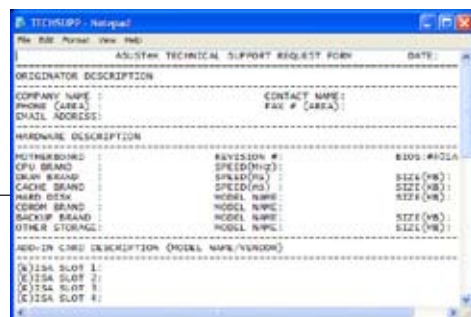 TECHSUPP - Notepad
File Edit Format View Help
ASUSTeK TECHNICAL SUPPORT REQUEST FORM DATE:
ORIGINATOR DESCRIPTION
COMPANY NAME : CONTACT NAME:
PHONE (AREA) : FAX # (AREA):
EMAIL ADDRESS:
HARDWARE DESCRIPTION
MOTHERBOARD : REVISION #: BIOS:
CPU BRAND : SPEED(MHz):
DRAM BRAND : SPEED(ns) : SIZE(MB):
CACHE BRAND : SPEED(ns) : SIZE(KB):
HARD DISK : MODEL NAME: SIZE(MB):
CDROM BRAND : MODEL NAME:
BACKUP BRAND : MODEL NAME: SIZE(MB):
OTHER STORAGE: MODEL NAME: SIZE(MB):
ADD-IN CARD DESCRIPTION (MODEL NAME/VENDOR)
(E)ISA SLOT 1:
(E)ISA SLOT 2:
(E)ISA SLOT 3:
(E)ISA SLOT 4: